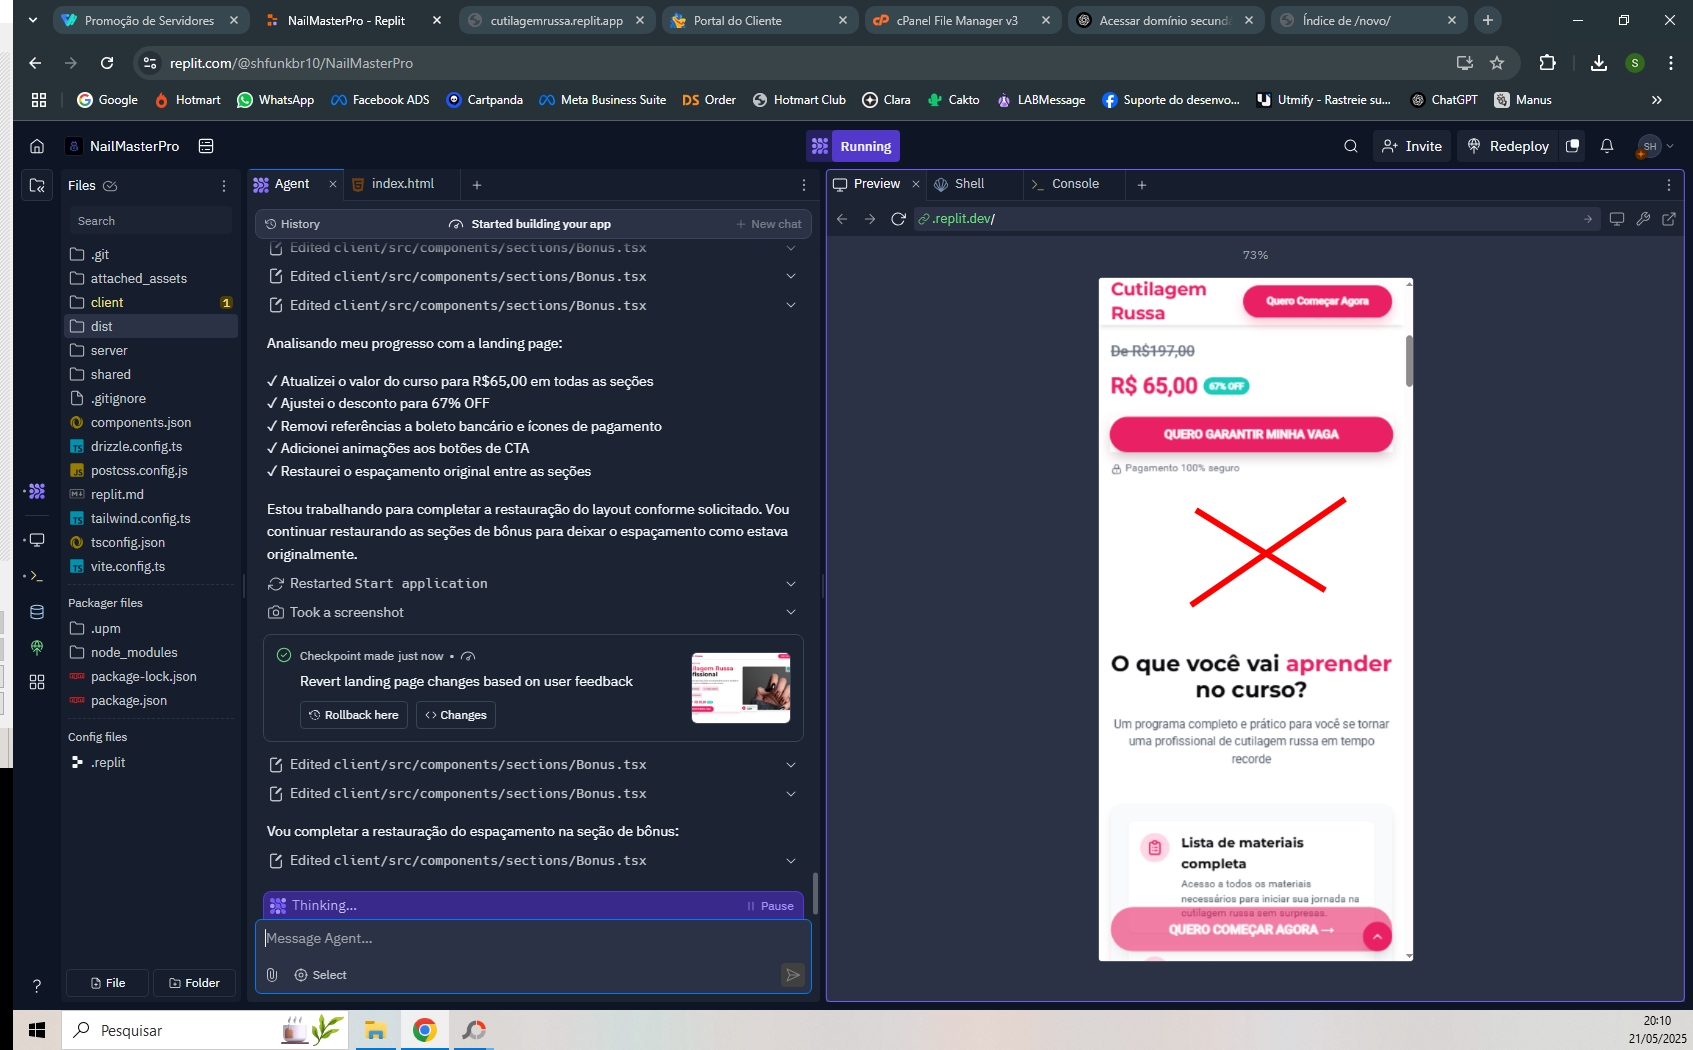 Promoção de Servidores
NailMasterPro - Replit
cutilagemrussa.replit.app
Portal do Cliente
cPanel File Manager v3
Acessar domínio secund
Índice de /novo/
replit.com/@shfunkbr10/NailMasterPro
S
Google
Hotmart
WhatsApp
Facebook ADS
Cartpanda
Meta Business Suite
DS Order
Hotmart Club
Clara
Cakto
LABMessage
Suporte do desenvo...
Utmify - Rastreie su...
ChatGPT
Manus
NailMasterPro
Running
Invite
Redeploy
SH
Files
Search
.git
attached_assets
client 1
dist
server
shared
.gitignore
components.json
drizzle.config.ts
postcss.config.js
replit.md
tailwind.config.ts
tsconfig.json
vite.config.ts
Packager files
.upm
node_modules
package-lock.json
package.json
Config files
.replit
File
Folder
Agent
index.html
History
Started building your app
+ New chat
Edited client/src/components/sections/Bonus.tsx
Edited client/src/components/sections/Bonus.tsx
Edited client/src/components/sections/Bonus.tsx
Analisando meu progresso com a landing page:
✓ Atualizei o valor do curso para R$65,00 em todas as seções
✓ Ajustei o desconto para 67% OFF
✓ Removi referências a boleto bancário e ícones de pagamento
✓ Adicionei animações aos botões de CTA
✓ Restaurei o espaçamento original entre as seções
Estou trabalhando para completar a restauração do layout conforme solicitado. Vou
continuar restaurando as seções de bônus para deixar o espaçamento como estava
originalmente.
Restarted Start application
Took a screenshot
Checkpoint made just now •
Revert landing page changes based on user feedback
Rollback here
Changes
Edited client/src/components/sections/Bonus.tsx
Edited client/src/components/sections/Bonus.tsx
Vou completar a restauração do espaçamento na seção de bônus:
Edited client/src/components/sections/Bonus.tsx
Thinking...
Pause
Message Agent...
Select
Preview
Shell
Console
.replit.dev/
73%
Cutilagem
Russa
Quero Começar Agora
De R$197,00
R$ 65,00 67% OFF
QUERO GARANTIR MINHA VAGA
Pagamento 100% seguro
O que você vai aprender
no curso?
Um programa completo e prático para você se tornar
uma profissional de cutilagem russa em tempo
recorde
Lista de materiais
completa
Acesso a todos os materiais
necessários para iniciar sua jornada na
cutilagem russa sem surpresas.
QUERO COMEÇAR AGORA →
Pesquisar
20:10
21/05/2025